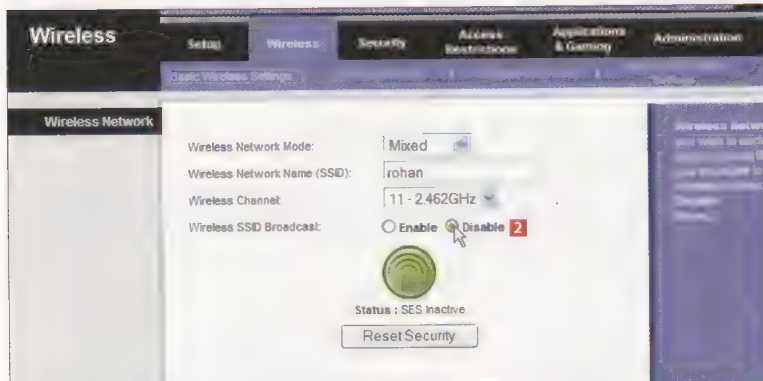 Wireless
Setup Wireless Security Access Restrictions Applications & Gaming Administration
Basic Wireless Settings
Wireless Network
Wireless Network Mode: Mixed
Wireless Network Name (SSID): rohan
Wireless Channel: 11 - 2.462GHz
Wireless SSID Broadcast: Enable Disable 2
Status : SES Inactive
Reset Security